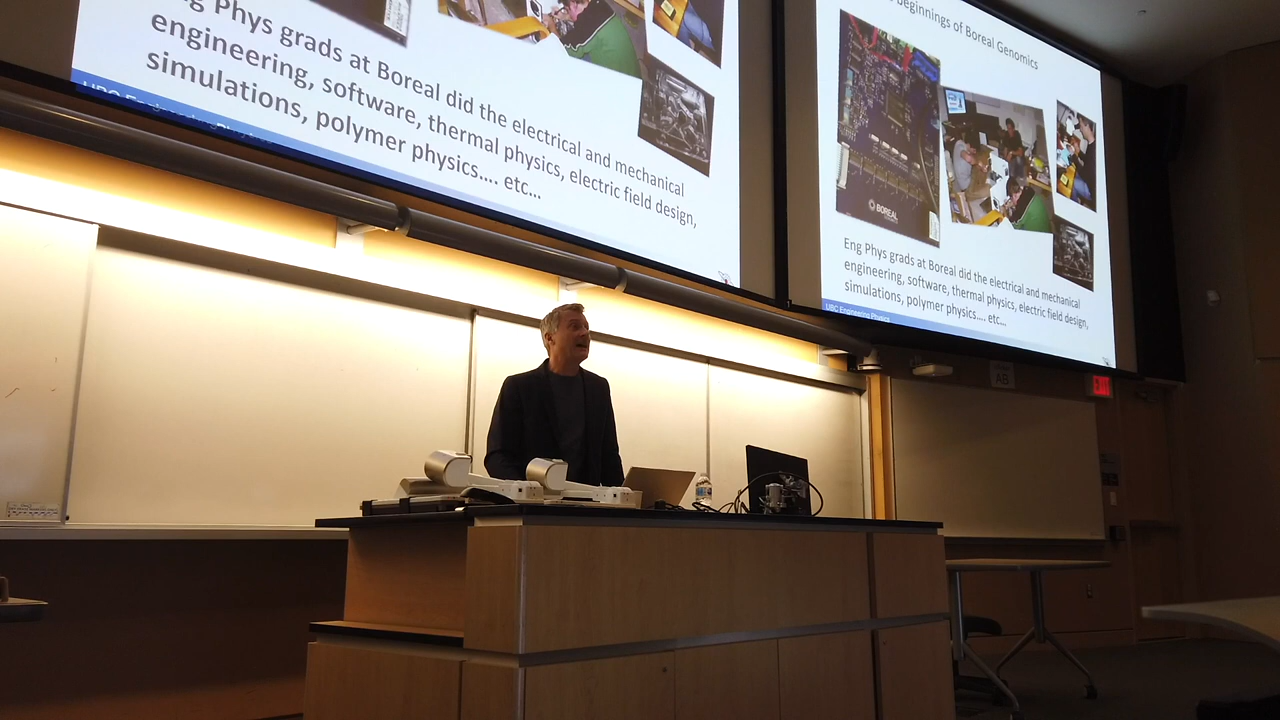 g Phys grads at Boreal did the electrical and mechanical
engineering, software, thermal physics, electric field design,
simulations, polymer physics.... etc...
beginnings of Boreal Genomics
BOREAL
Eng Phys grads at Boreal did the electrical and mechanical
engineering, software, thermal physics, electric field design,
simulations, polymer physics.... etc...
UBC Engineering Physics
AB
EXIT